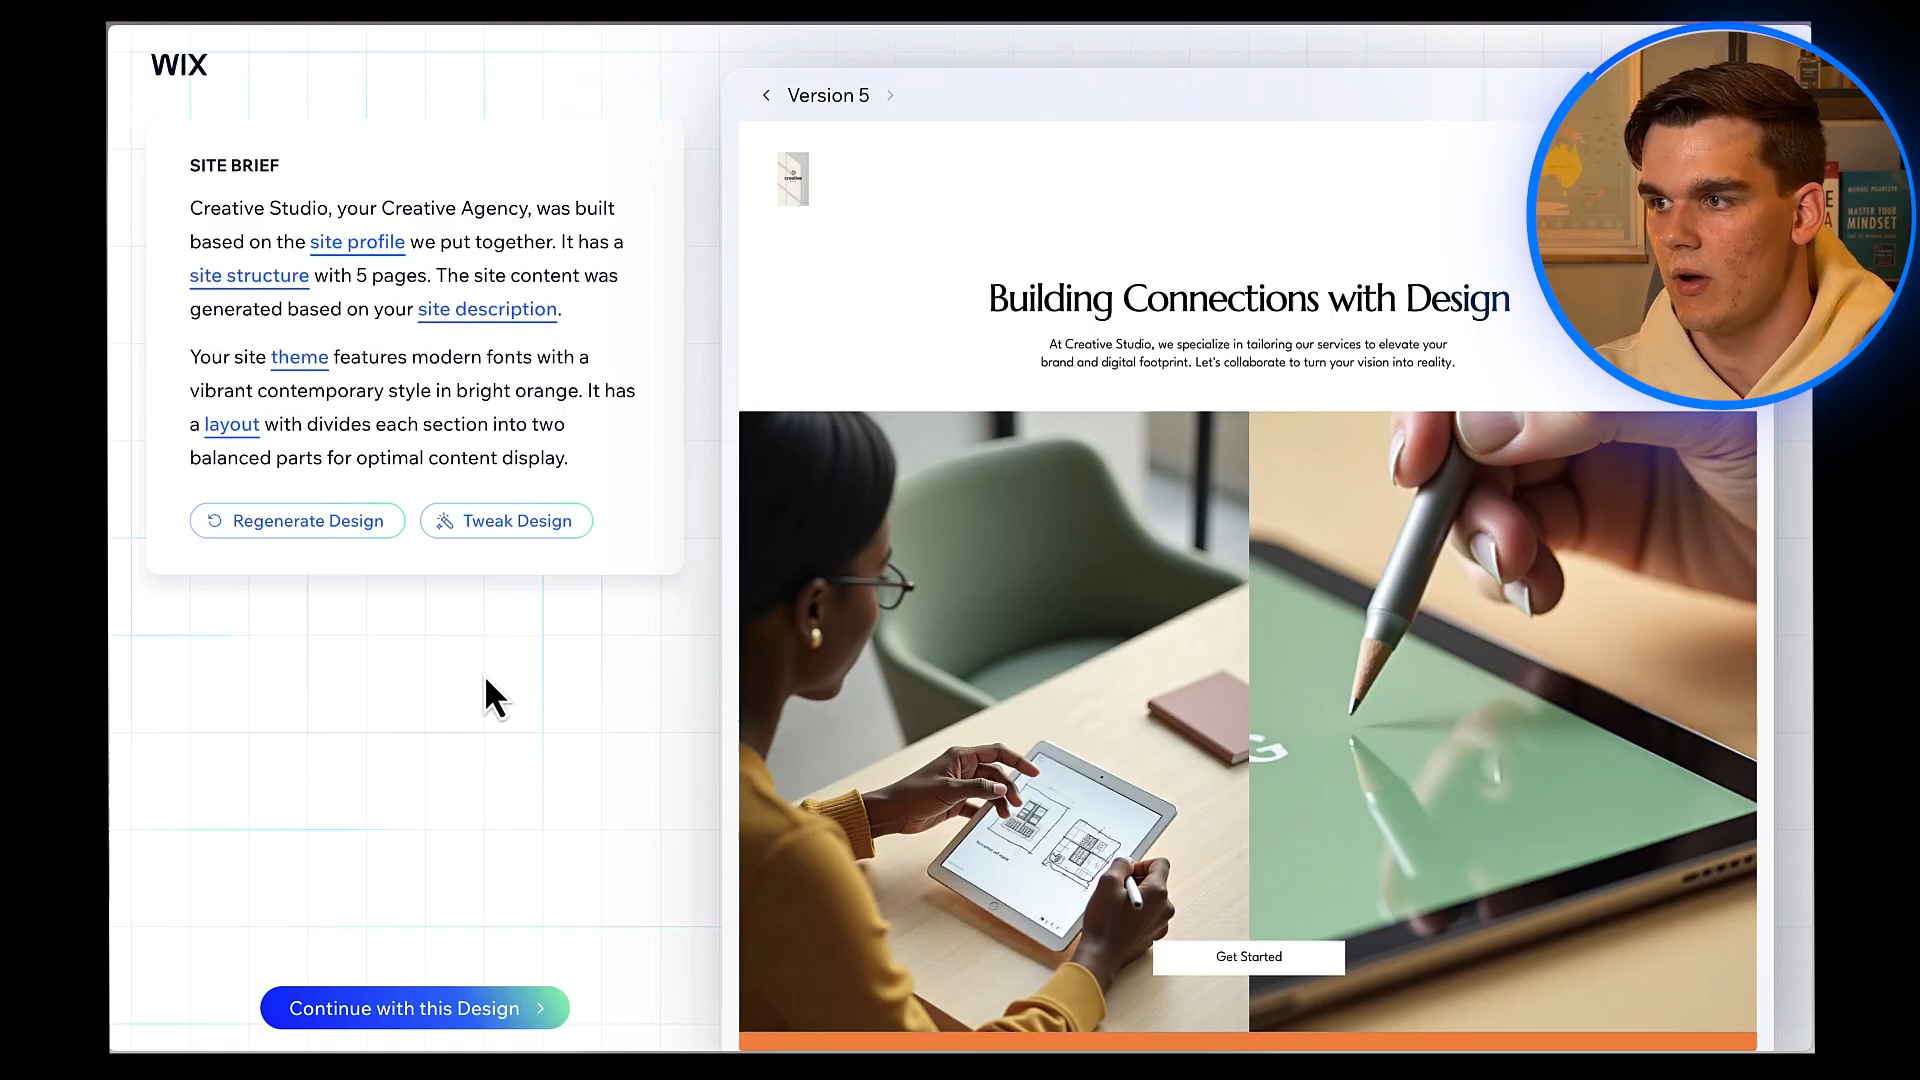 WIX
SITE BRIEF
Creative Studio, your Creative Agency, was built
based on the site profile we put together. It has a
site structure with 5 pages. The site content was
generated based on your site description.
Your site theme features modern fonts with a
vibrant contemporary style in bright orange. It has
a layout with divides each section into two
balanced parts for optimal content display.
Regenerate Design
Tweak Design
Continue with this Design
Version 5
creative
Building Connections with Design
At Creative Studio, we specialize in tailoring our services to elevate your
brand and digital footprint. Let's collaborate to turn your vision into reality.
Get Started
MICHAEL PILARCZYK
MASTER YOUR
MINDSET